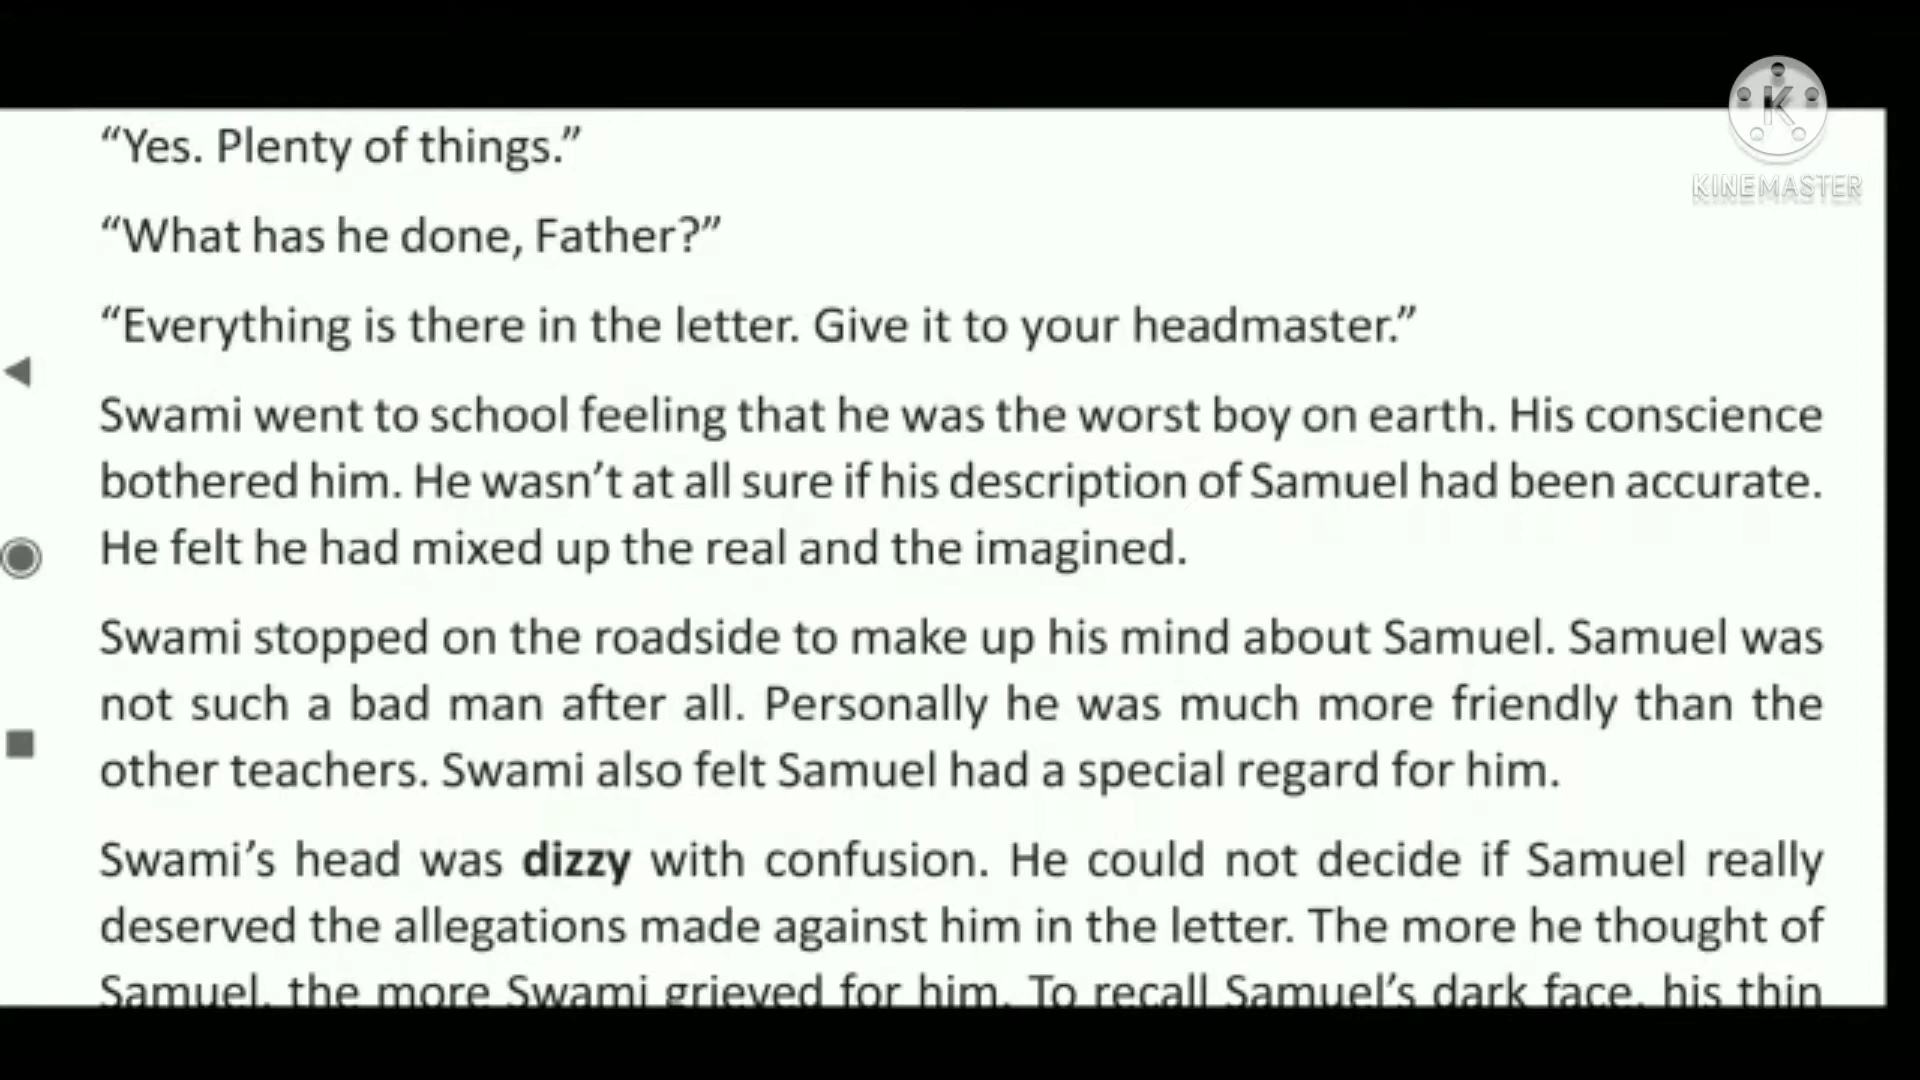 KINEMASTER
“Yes. Plenty of things.”
“What has he done, Father?”
“Everything is there in the letter. Give it to your headmaster.”
Swami went to school feeling that he was the worst boy on earth. His conscience
bothered him. He wasn’t at all sure if his description of Samuel had been accurate.
He felt he had mixed up the real and the imagined.
Swami stopped on the roadside to make up his mind about Samuel. Samuel was
not such a bad man after all. Personally he was much more friendly than the
other teachers. Swami also felt Samuel had a special regard for him.
Swami’s head was dizzy with confusion. He could not decide if Samuel really
deserved the allegations made against him in the letter. The more he thought of
Samuel, the more Swami grieved for him. To recall Samuel’s dark face, his thin